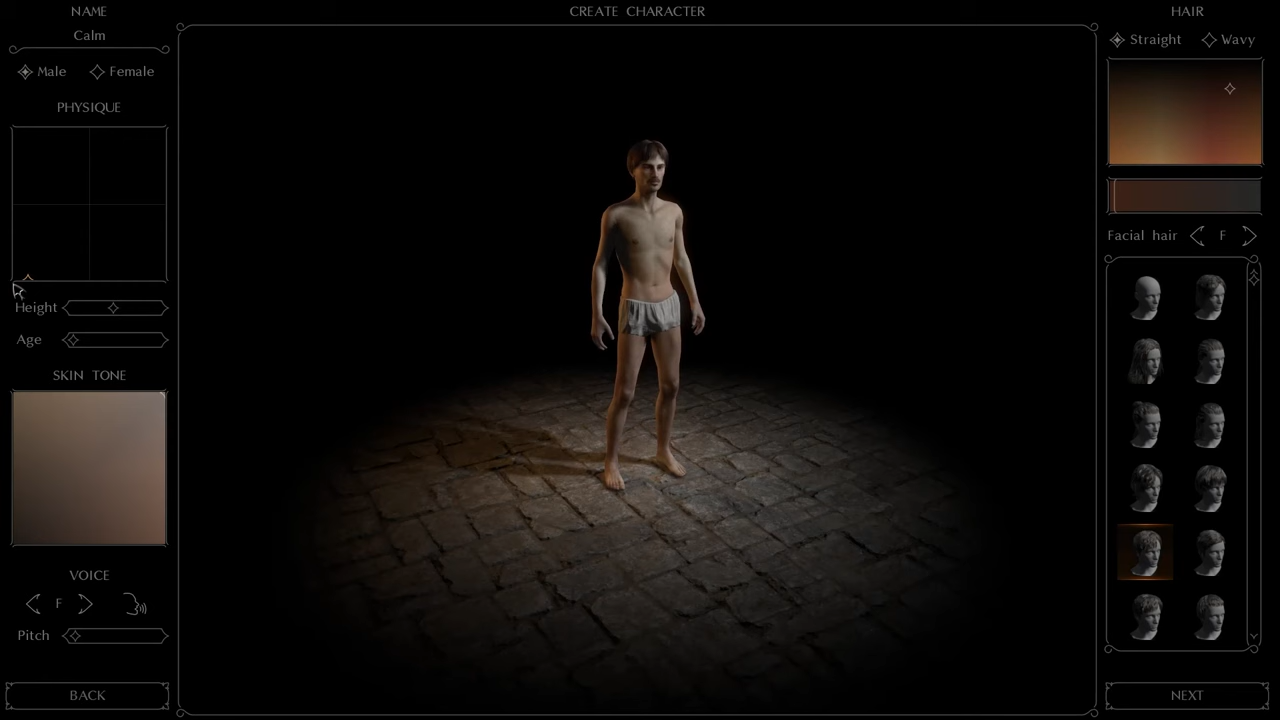 NAME
Calm
Male Female
PHYSIQUE
Height
Age
SKIN TONE
VOICE
F
Pitch
BACK
CREATE CHARACTER
HAIR
Straight Wavy
Facial hair F
NEXT